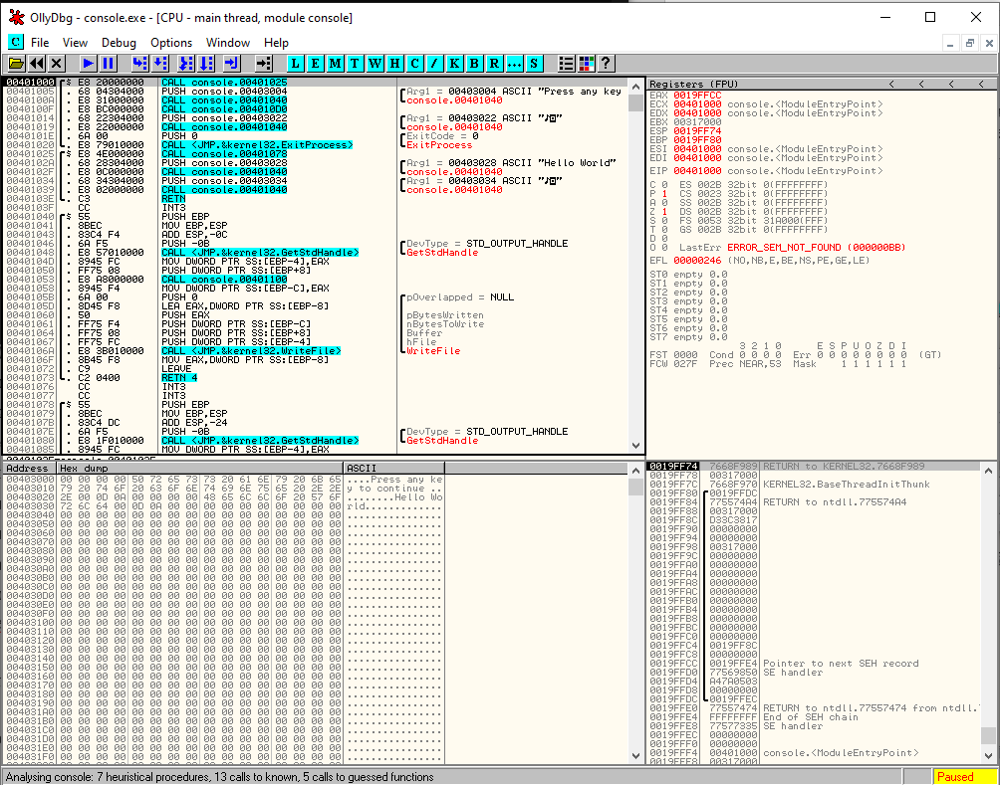 OllyDbg - console.exe - [CPU - main thread, module console]
C File View Debug Options Window Help
L E M T W H C / K B R ... S ?
00401000 $ E8 20000000 CALL console.00401025
00401005 . 68 04304000 PUSH console.00403004 Arg1 = 00403004 ASCII "Press any key
0040100A . E8 31000000 CALL console.00401040 console.00401040
0040100F . E8 BC000000 CALL console.004010D0
00401014 . 68 22304000 PUSH console.00403022 Arg1 = 00403022 ASCII "♪◙"
00401019 . E8 22000000 CALL console.00401040 console.00401040
0040101E . 6A 00 PUSH 0 ExitCode = 0
00401020 . E8 79010000 CALL <JMP.&kernel32.ExitProcess> ExitProcess
00401025 $ E8 4E000000 CALL console.00401078
0040102A . 68 28304000 PUSH console.00403028 Arg1 = 00403028 ASCII "Hello World"
0040102F . E8 0C000000 CALL console.00401040 console.00401040
00401034 . 68 34304000 PUSH console.00403034 Arg1 = 00403034 ASCII "♪◙"
00401039 . E8 02000000 CALL console.00401040 console.00401040
0040103E . C3 RETN
0040103F CC INT3
00401040 $ 55 PUSH EBP
00401041 . 8BEC MOV EBP,ESP
00401043 . 83C4 F4 ADD ESP,-0C
00401046 . 6A F5 PUSH -0B DevType = STD_OUTPUT_HANDLE
00401048 . E8 57010000 CALL <JMP.&kernel32.GetStdHandle> GetStdHandle
0040104D . 8945 FC MOV DWORD PTR SS:[EBP-4],EAX
00401050 . FF75 08 PUSH DWORD PTR SS:[EBP+8]
00401053 . E8 A8000000 CALL console.00401100
00401058 . 8945 F4 MOV DWORD PTR SS:[EBP-C],EAX
0040105B . 6A 00 PUSH 0 pOverlapped = NULL
0040105D . 8D45 F8 LEA EAX,DWORD PTR SS:[EBP-8]
00401060 . 50 PUSH EAX pBytesWritten
00401061 . FF75 F4 PUSH DWORD PTR SS:[EBP-C] nBytesToWrite
00401064 . FF75 08 PUSH DWORD PTR SS:[EBP+8] Buffer
00401067 . FF75 FC PUSH DWORD PTR SS:[EBP-4] hFile
0040106A . E8 3B010000 CALL <JMP.&kernel32.WriteFile> WriteFile
0040106F . 8B45 F8 MOV EAX,DWORD PTR SS:[EBP-8]
00401072 . C9 LEAVE
00401073 . C2 0400 RETN 4
00401076 CC INT3
00401077 CC INT3
00401078 $ 55 PUSH EBP
00401079 . 8BEC MOV EBP,ESP
0040107B . 83C4 DC ADD ESP,-24
0040107E . 6A F5 PUSH -0B DevType = STD_OUTPUT_HANDLE
00401080 . E8 1F010000 CALL <JMP.&kernel32.GetStdHandle> GetStdHandle
00401085 . 8945 FC MOV DWORD PTR SS:[EBP-4],EAX
Registers (FPU) < < < <
EAX 0019FFCC
ECX 00401000 console.<ModuleEntryPoint>
EDX 00401000 console.<ModuleEntryPoint>
EBX 00317000
ESP 0019FF74
EBP 0019FF80
ESI 00401000 console.<ModuleEntryPoint>
EDI 00401000 console.<ModuleEntryPoint>
EIP 00401000 console.<ModuleEntryPoint>
C 0 ES 002B 32bit 0(FFFFFFFF)
P 1 CS 0023 32bit 0(FFFFFFFF)
A 0 SS 002B 32bit 0(FFFFFFFF)
Z 1 DS 002B 32bit 0(FFFFFFFF)
S 0 FS 0053 32bit 31A000(FFF)
T 0 GS 002B 32bit 0(FFFFFFFF)
D 0
O 0 LastErr ERROR_SEM_NOT_FOUND (000000BB)
EFL 00000246 (NO,NB,E,BE,NS,PE,GE,LE)
ST0 empty 0.0
ST1 empty 0.0
ST2 empty 0.0
ST3 empty 0.0
ST4 empty 0.0
ST5 empty 0.0
ST6 empty 0.0
ST7 empty 0.0
3 2 1 0 E S P U O Z D I
FST 0000 Cond 0 0 0 0 Err 0 0 0 0 0 0 0 0 (GT)
FCW 027F Prec NEAR,53 Mask 1 1 1 1 1 1
Address Hex dump ASCII
00403000 00 00 00 00 50 72 65 73 73 20 61 6E 79 20 6B 65 ....Press any ke
00403010 79 20 74 6F 20 63 6F 6E 74 69 6E 75 65 20 2E 2E y to continue ..
00403020 2E 00 0D 0A 00 00 00 00 48 65 6C 6C 6F 20 57 6F ........Hello Wo
00403030 72 6C 64 00 0D 0A 00 00 00 00 00 00 00 00 00 00 rld.............
00403040 00 00 00 00 00 00 00 00 00 00 00 00 00 00 00 00 ................
00403050 00 00 00 00 00 00 00 00 00 00 00 00 00 00 00 00 ................
00403060 00 00 00 00 00 00 00 00 00 00 00 00 00 00 00 00 ................
00403070 00 00 00 00 00 00 00 00 00 00 00 00 00 00 00 00 ................
00403080 00 00 00 00 00 00 00 00 00 00 00 00 00 00 00 00 ................
00403090 00 00 00 00 00 00 00 00 00 00 00 00 00 00 00 00 ................
004030A0 00 00 00 00 00 00 00 00 00 00 00 00 00 00 00 00 ................
004030B0 00 00 00 00 00 00 00 00 00 00 00 00 00 00 00 00 ................
004030C0 00 00 00 00 00 00 00 00 00 00 00 00 00 00 00 00 ................
004030D0 00 00 00 00 00 00 00 00 00 00 00 00 00 00 00 00 ................
004030E0 00 00 00 00 00 00 00 00 00 00 00 00 00 00 00 00 ................
004030F0 00 00 00 00 00 00 00 00 00 00 00 00 00 00 00 00 ................
00403100 00 00 00 00 00 00 00 00 00 00 00 00 00 00 00 00 ................
00403110 00 00 00 00 00 00 00 00 00 00 00 00 00 00 00 00 ................
00403120 00 00 00 00 00 00 00 00 00 00 00 00 00 00 00 00 ................
00403130 00 00 00 00 00 00 00 00 00 00 00 00 00 00 00 00 ................
00403140 00 00 00 00 00 00 00 00 00 00 00 00 00 00 00 00 ................
00403150 00 00 00 00 00 00 00 00 00 00 00 00 00 00 00 00 ................
00403160 00 00 00 00 00 00 00 00 00 00 00 00 00 00 00 00 ................
00403170 00 00 00 00 00 00 00 00 00 00 00 00 00 00 00 00 ................
00403180 00 00 00 00 00 00 00 00 00 00 00 00 00 00 00 00 ................
00403190 00 00 00 00 00 00 00 00 00 00 00 00 00 00 00 00 ................
004031A0 00 00 00 00 00 00 00 00 00 00 00 00 00 00 00 00 ................
004031B0 00 00 00 00 00 00 00 00 00 00 00 00 00 00 00 00 ................
004031C0 00 00 00 00 00 00 00 00 00 00 00 00 00 00 00 00 ................
004031D0 00 00 00 00 00 00 00 00 00 00 00 00 00 00 00 00 ................
004031E0 00 00 00 00 00 00 00 00 00 00 00 00 00 00 00 00 ................
004031F0 00 00 00 00 00 00 00 00 00 00 00 00 00 00 00 00 ................
0019FF74 7668F989 RETURN to KERNEL32.7668F989
0019FF78 00317000
0019FF7C 7668F970 KERNEL32.BaseThreadInitThunk
0019FF80 0019FFDC
0019FF84 775574A4 RETURN to ntdll.775574A4
0019FF88 00317000
0019FF8C D33C3817
0019FF90 00000000
0019FF94 00000000
0019FF98 00317000
0019FF9C 00000000
0019FFA0 00000000
0019FFA4 00000000
0019FFA8 00000000
0019FFAC 00000000
0019FFB0 00000000
0019FFB4 00000000
0019FFB8 00000000
0019FFBC 00000000
0019FFC0 00000000
0019FFC4 0019FF8C
0019FFC8 00000000
0019FFCC 0019FFE4 Pointer to next SEH record
0019FFD0 77569850 SE handler
0019FFD4 A47A0503
0019FFD8 00000000
0019FFDC 0019FFEC
0019FFE0 77557474 RETURN to ntdll.77557474 from ntdll.
0019FFE4 FFFFFFFF End of SEH chain
0019FFE8 77577335 SE handler
0019FFEC 00000000
0019FFF0 00000000
0019FFF4 00401000 console.<ModuleEntryPoint>
0019FFF8 00317000
Analysing console: 7 heuristical procedures, 13 calls to known, 5 calls to guessed functions
Paused